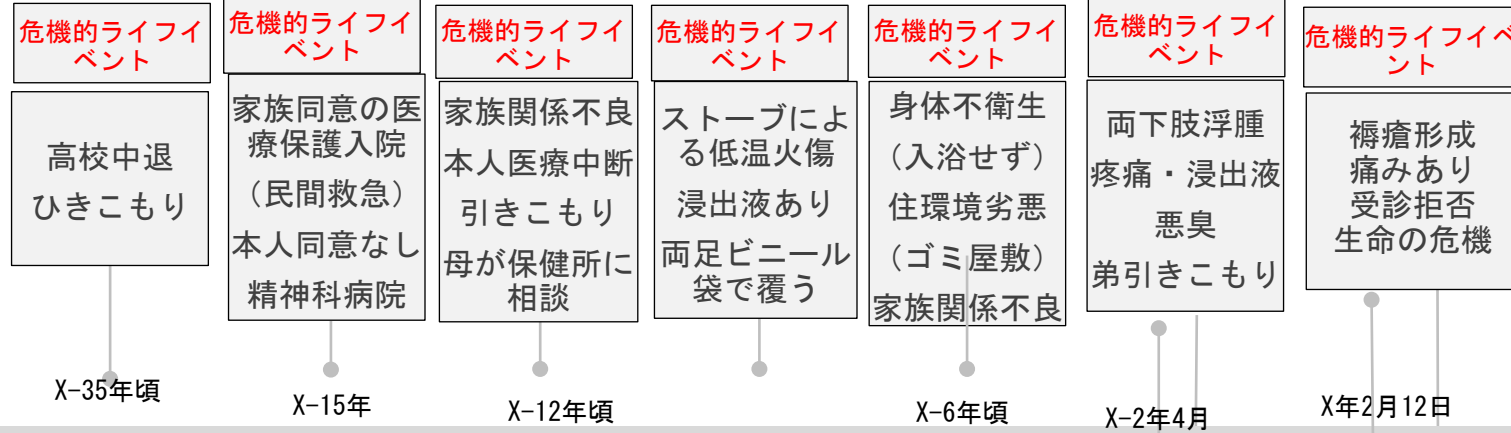 危機的ライフイ
ベント
高校中退
ひきこもり
X-35年頃
危機的ライフイ
ベント
家族同意の医
療保護入院
（民間救急）
本人同意なし
精神科病院
X-15年
危機的ライフイ
ベント
家族関係不良
本人医療中断
引きこもり
母が保健所に
相談
X-12年頃
危機的ライフイ
ベント
ストーブによ
る低温火傷
浸出液あり
両足ビニール
袋で覆う
危機的ライフイ
ベント
身体不衛生
（入浴せず）
住環境劣悪
（ゴミ屋敷）
家族関係不良
X-6年頃
危機的ライフイ
ベント
両下肢浮腫
疼痛・浸出液
悪臭
弟引きこもり
X-2年4月
危機的ライフイベ
ント
褥瘡形成
痛みあり
受診拒否
生命の危機
X年2月12日